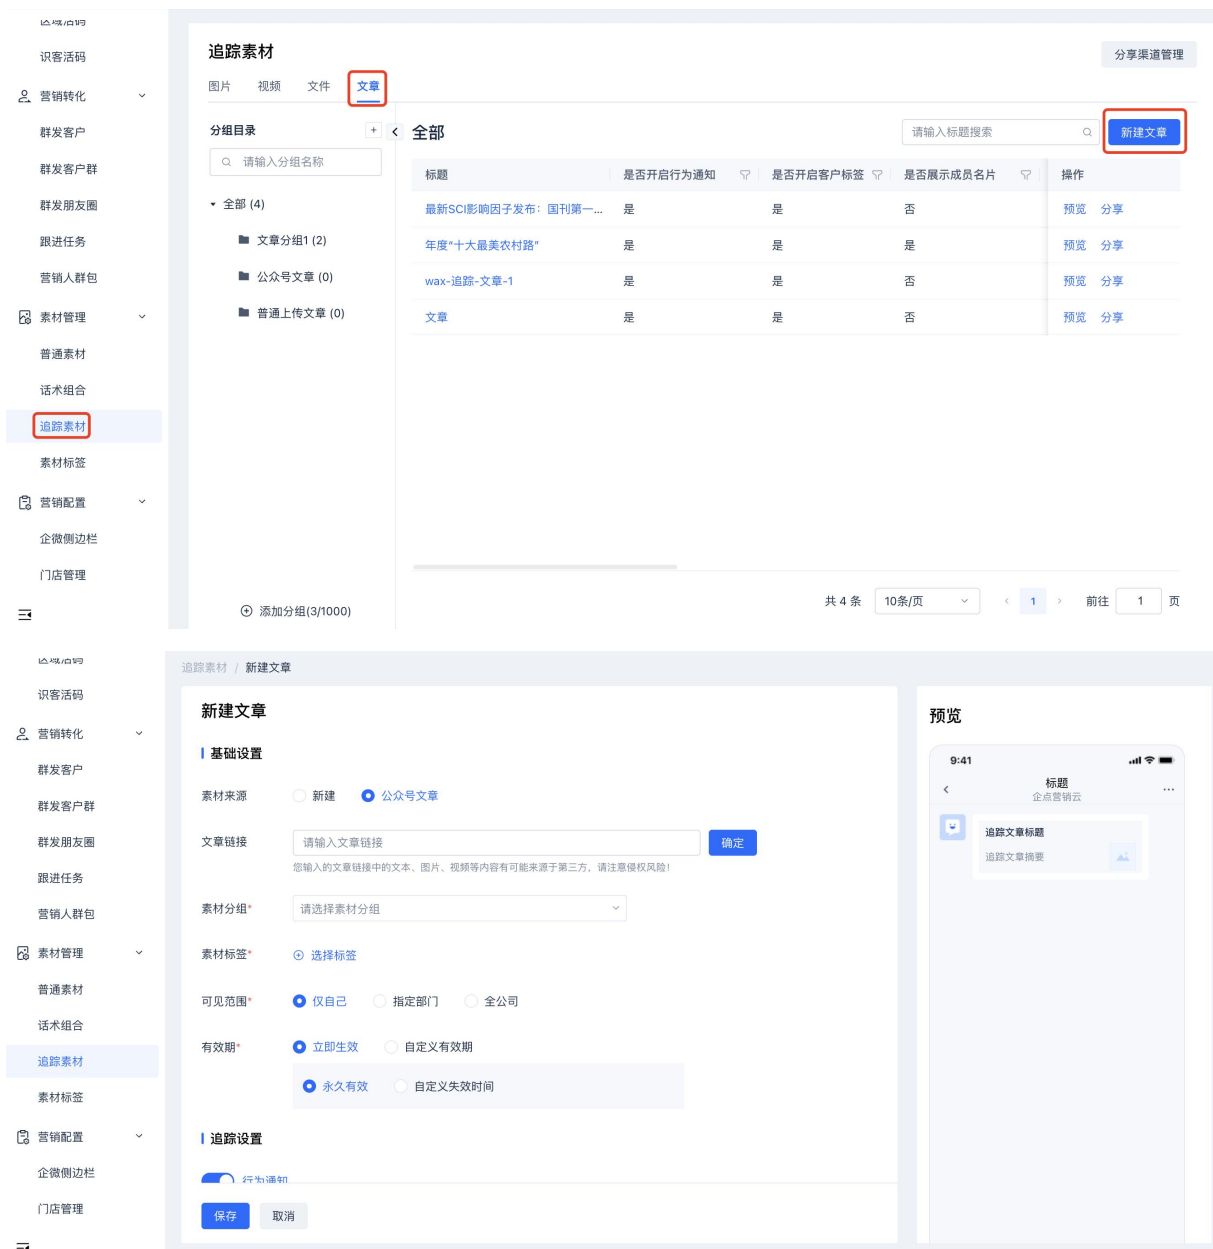 区域活码
识客活码
营销转化
群发客户
群发客户群
群发朋友圈
跟进任务
营销人群包
素材管理
普通素材
话术组合
追踪素材
素材标签
营销配置
企微侧边栏
门店管理
追踪素材
分享渠道管理
图片 视频 文件 文章
分组目录 +
请输入分组名称
全部 (4)
文章分组1 (2)
公众号文章 (0)
普通上传文章 (0)
添加分组(3/1000)
全部 请输入标题搜索 新建文章
标题 是否开启行为通知 是否开启客户标签 是否展示成员名片 操作
最新SCI影响因子发布：国刊第一... 是 是 否 预览 分享
年度“十大最美农村路” 是 是 是 预览 分享
wax-追踪-文章-1 是 是 否 预览 分享
文章 是 是 否 预览 分享
共 4 条 10条/页 1 前往 1 页
区域活码
识客活码
营销转化
群发客户
群发客户群
群发朋友圈
跟进任务
营销人群包
素材管理
普通素材
话术组合
追踪素材
素材标签
营销配置
企微侧边栏
门店管理
追踪素材 / 新建文章
新建文章
基础设置
素材来源 新建 公众号文章
文章链接 请输入文章链接 确定
您输入的文章链接中的文本、图片、视频等内容有可能来源于第三方，请注意侵权风险！
素材分组* 请选择素材分组
素材标签* 选择标签
可见范围* 仅自己 指定部门 全公司
有效期* 立即生效 自定义有效期
永久有效 自定义失效时间
追踪设置
行为通知
保存 取消
预览
9:41
标题
企点营销云
追踪文章标题
追踪文章摘要